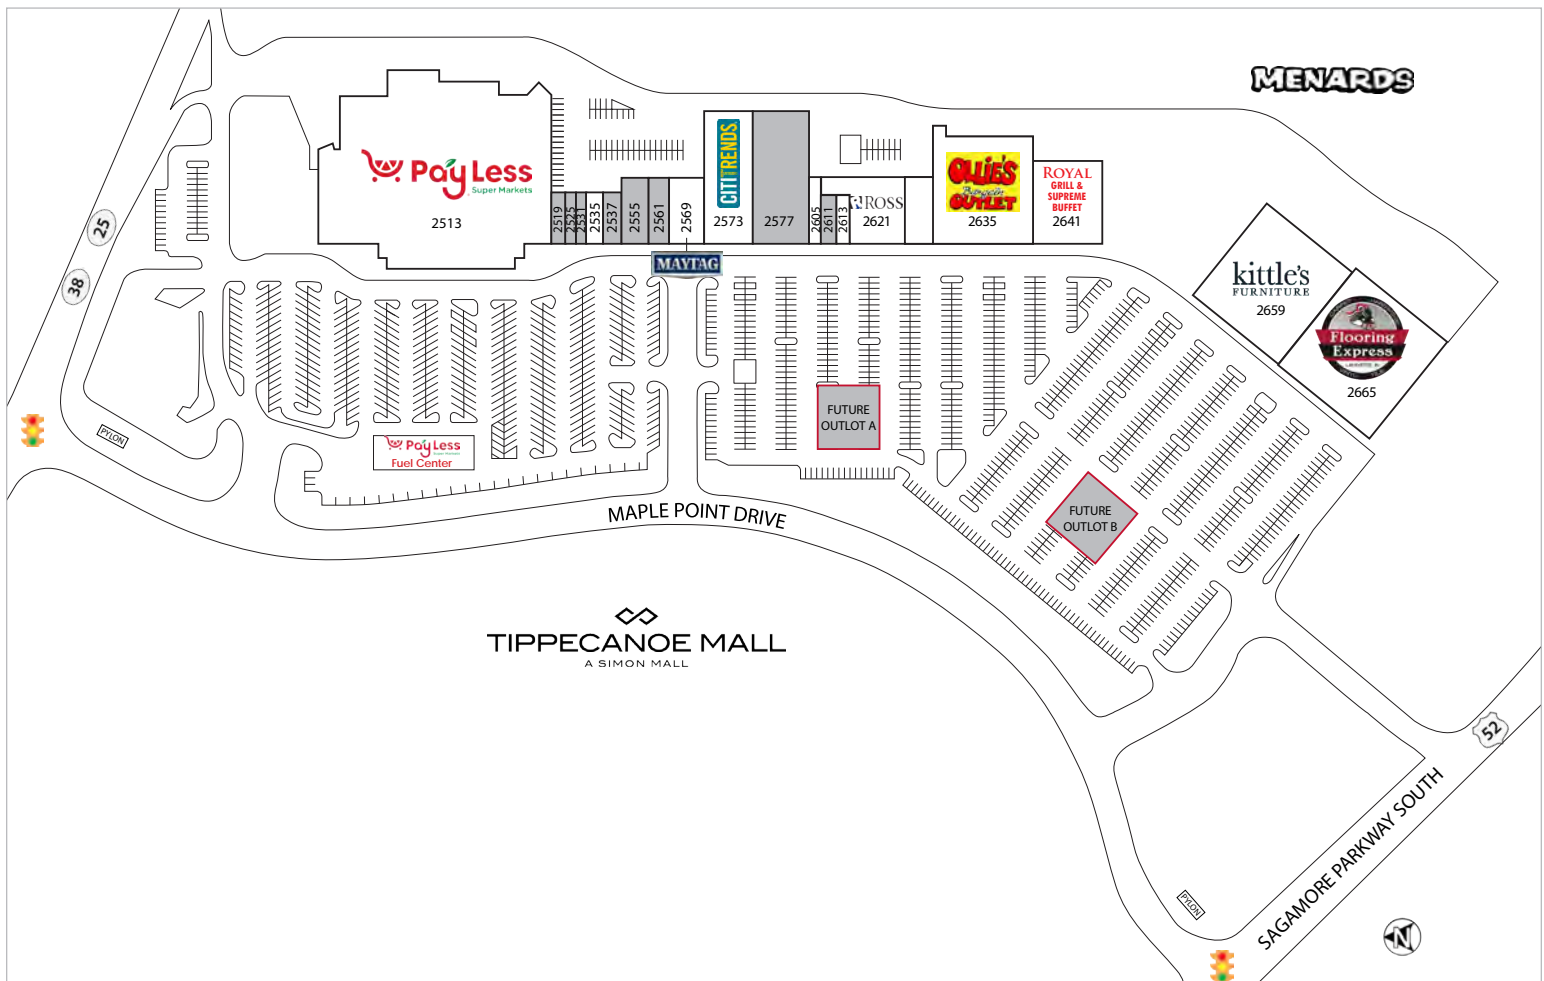 MENARDS
PayLess
Super Markets
2513
2519
2525
2531
2535
2537
2555
2561
2569
MAYTAG
CITITRENDS
2573
2577
2605
2611
2613
ROSS
2621
OLLIE'S
Bargain
OUTLET
2635
ROYAL
GRILL &
SUPREME
BUFFET
2641
kittle's
FURNITURE
2659
Flooring
Express
2665
25
38
PYLON
PayLess
Super Markets
Fuel Center
FUTURE
OUTLOT A
FUTURE
OUTLOT B
MAPLE POINT DRIVE
TIPPECANOE MALL
A SIMON MALL
52
SAGAMORE PARKWAY SOUTH
PYLON
N